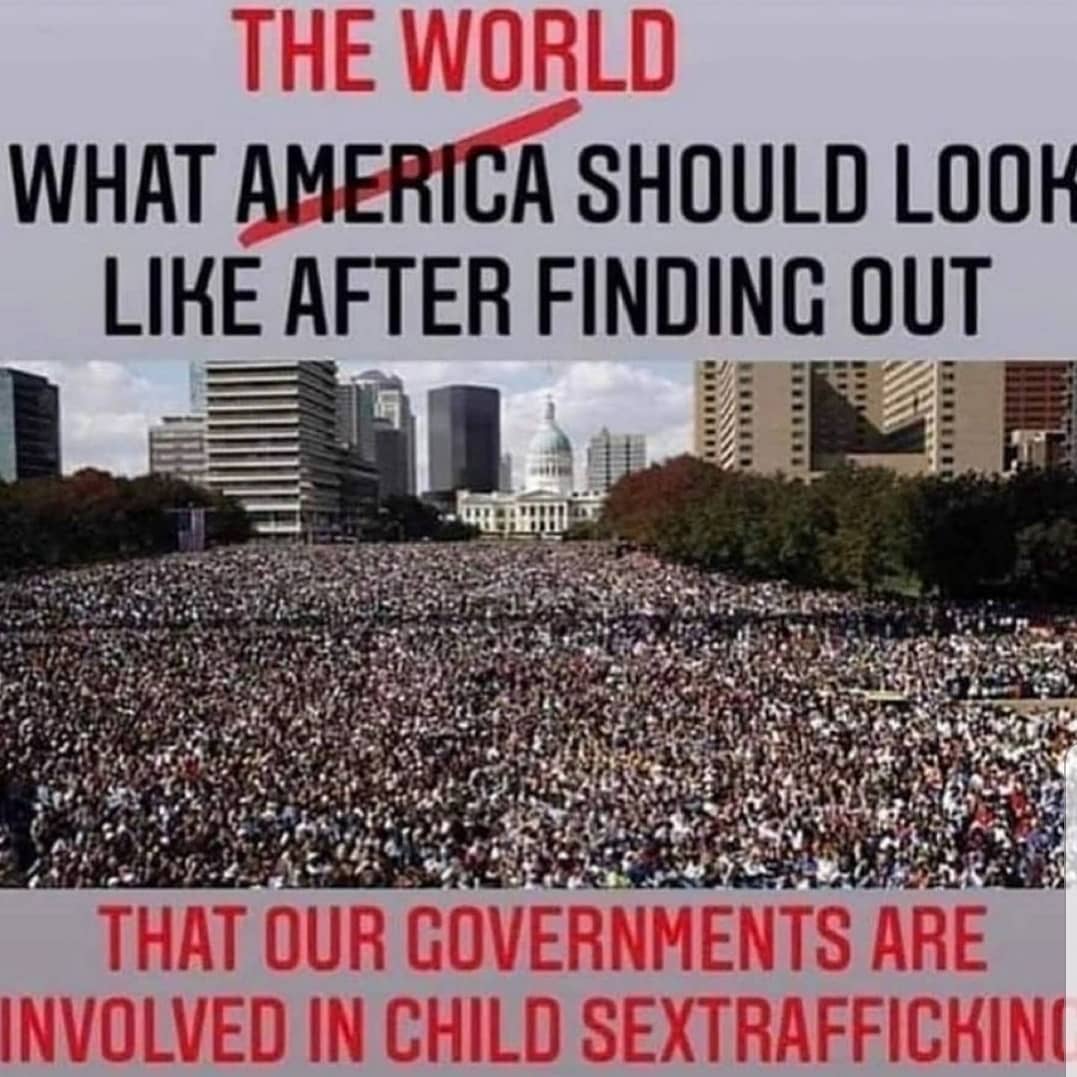 THE WORLD
WHAT AMERICA SHOULD LOOK
LIKE AFTER FINDING OUT
THAT OUR GOVERNMENTS ARE
INVOLVED IN CHILD SEXTRAFFICKING